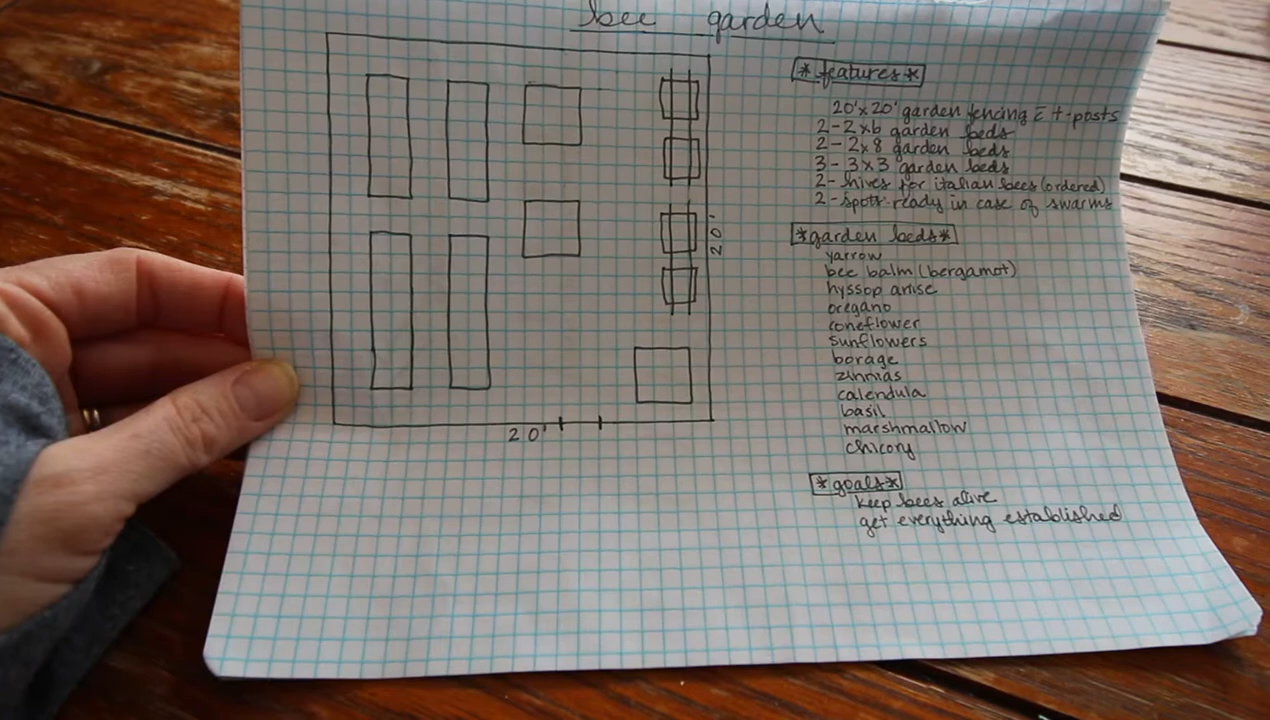 bee garden
*features*
20'x20' garden fencing c̄ t-posts
2-2x6 garden beds
2-2x8 garden beds
3-3x3 garden beds
2-hives for italian bees (ordered)
2-spots ready in case of swarms
20'
*garden beds*
yarrow
bee balm (bergamot)
hyssop anise
oregano
coneflower
sunflowers
borage
zinnias
calendula
basil
marshmallow
chicory
20'
*goals*
keep bees alive
get everything established